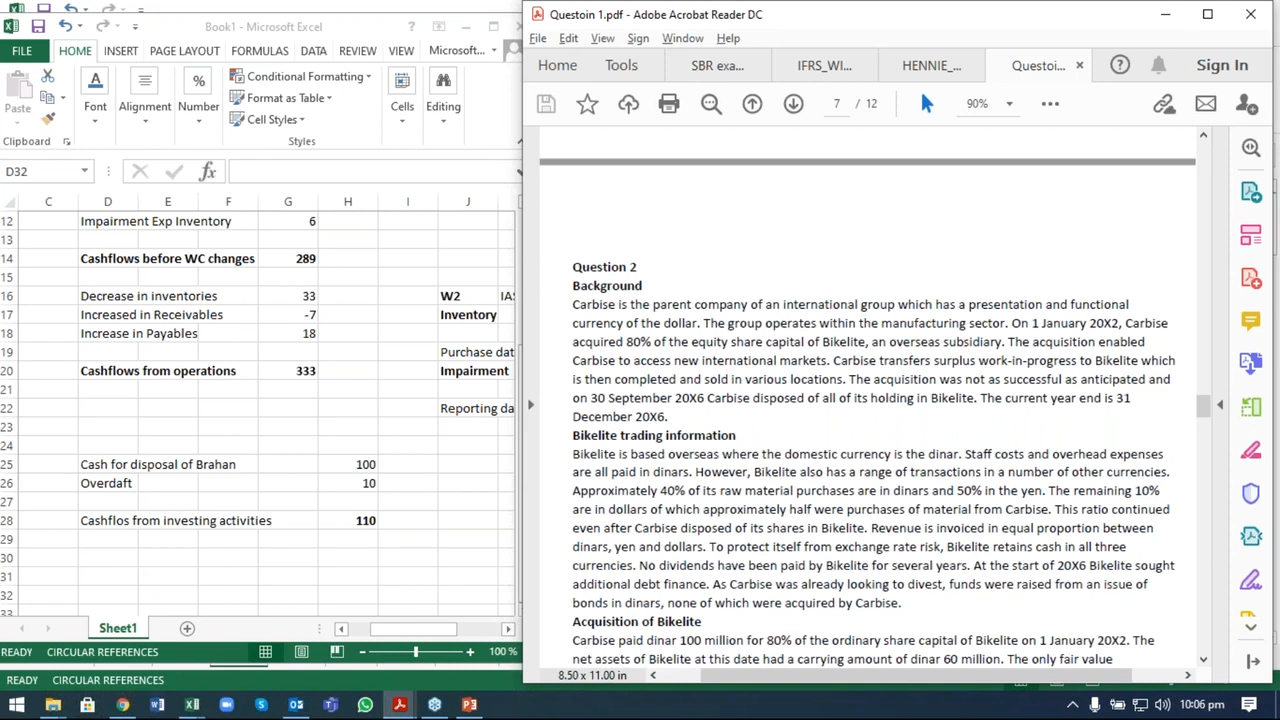 Book1 - Microsoft Excel
FILE HOME INSERT PAGE LAYOUT FORMULAS DATA REVIEW VIEW Microsoft...
Paste
Font
Alignment
Number
Conditional Formatting
Format as Table
Cell Styles
Cells
Editing
Clipboard
Styles
D32
C D E F G H I J
12 Impairment Exp Inventory 6
13
14 Cashflows before WC changes 289
15
16 Decrease in inventories 33 W2 IAS
17 Increased in Receivables -7 Inventory
18 Increase in Payables 18
19 Purchase dat
20 Cashflows from operations 333 Impairment
21
22 Reporting da
23
24
25 Cash for disposal of Brahan 100
26 Overdaft 10
27
28 Cashflos from investing activities 110
29
30
31
32
33
Sheet1
READY CIRCULAR REFERENCES 100 %
READY CIRCULAR REFERENCES
Questoin 1.pdf - Adobe Acrobat Reader DC
File Edit View Sign Window Help
Home Tools SBR exa... IFRS_WI... HENNIE_... Questoi... Sign In
7 / 12 90%
Question 2
Background
Carbise is the parent company of an international group which has a presentation and functional
currency of the dollar. The group operates within the manufacturing sector. On 1 January 20X2, Carbise
acquired 80% of the equity share capital of Bikelite, an overseas subsidiary. The acquisition enabled
Carbise to access new international markets. Carbise transfers surplus work-in-progress to Bikelite which
is then completed and sold in various locations. The acquisition was not as successful as anticipated and
on 30 September 20X6 Carbise disposed of all of its holding in Bikelite. The current year end is 31
December 20X6.
Bikelite trading information
Bikelite is based overseas where the domestic currency is the dinar. Staff costs and overhead expenses
are all paid in dinars. However, Bikelite also has a range of transactions in a number of other currencies.
Approximately 40% of its raw material purchases are in dinars and 50% in the yen. The remaining 10%
are in dollars of which approximately half were purchases of material from Carbise. This ratio continued
even after Carbise disposed of its shares in Bikelite. Revenue is invoiced in equal proportion between
dinars, yen and dollars. To protect itself from exchange rate risk, Bikelite retains cash in all three
currencies. No dividends have been paid by Bikelite for several years. At the start of 20X6 Bikelite sought
additional debt finance. As Carbise was already looking to divest, funds were raised from an issue of
bonds in dinars, none of which were acquired by Carbise.
Acquisition of Bikelite
Carbise paid dinar 100 million for 80% of the ordinary share capital of Bikelite on 1 January 20X2. The
net assets of Bikelite at this date had a carrying amount of dinar 60 million. The only fair value
8.50 x 11.00 in
10:06 pm